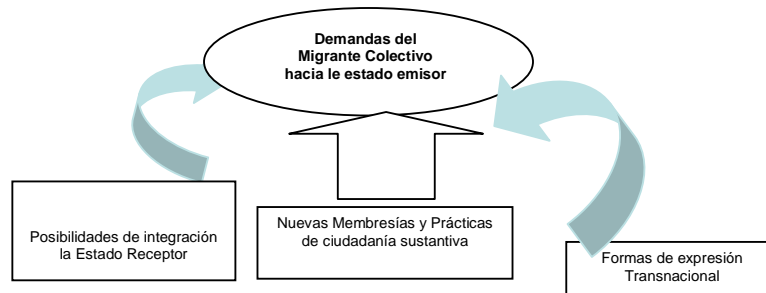 Demandas del
Migrante Colectivo
hacia le estado emisor
Posibilidades de integración
la Estado Receptor
Nuevas Membresías y Prácticas
de ciudadanía sustantiva
Formas de expresión
Transnacional